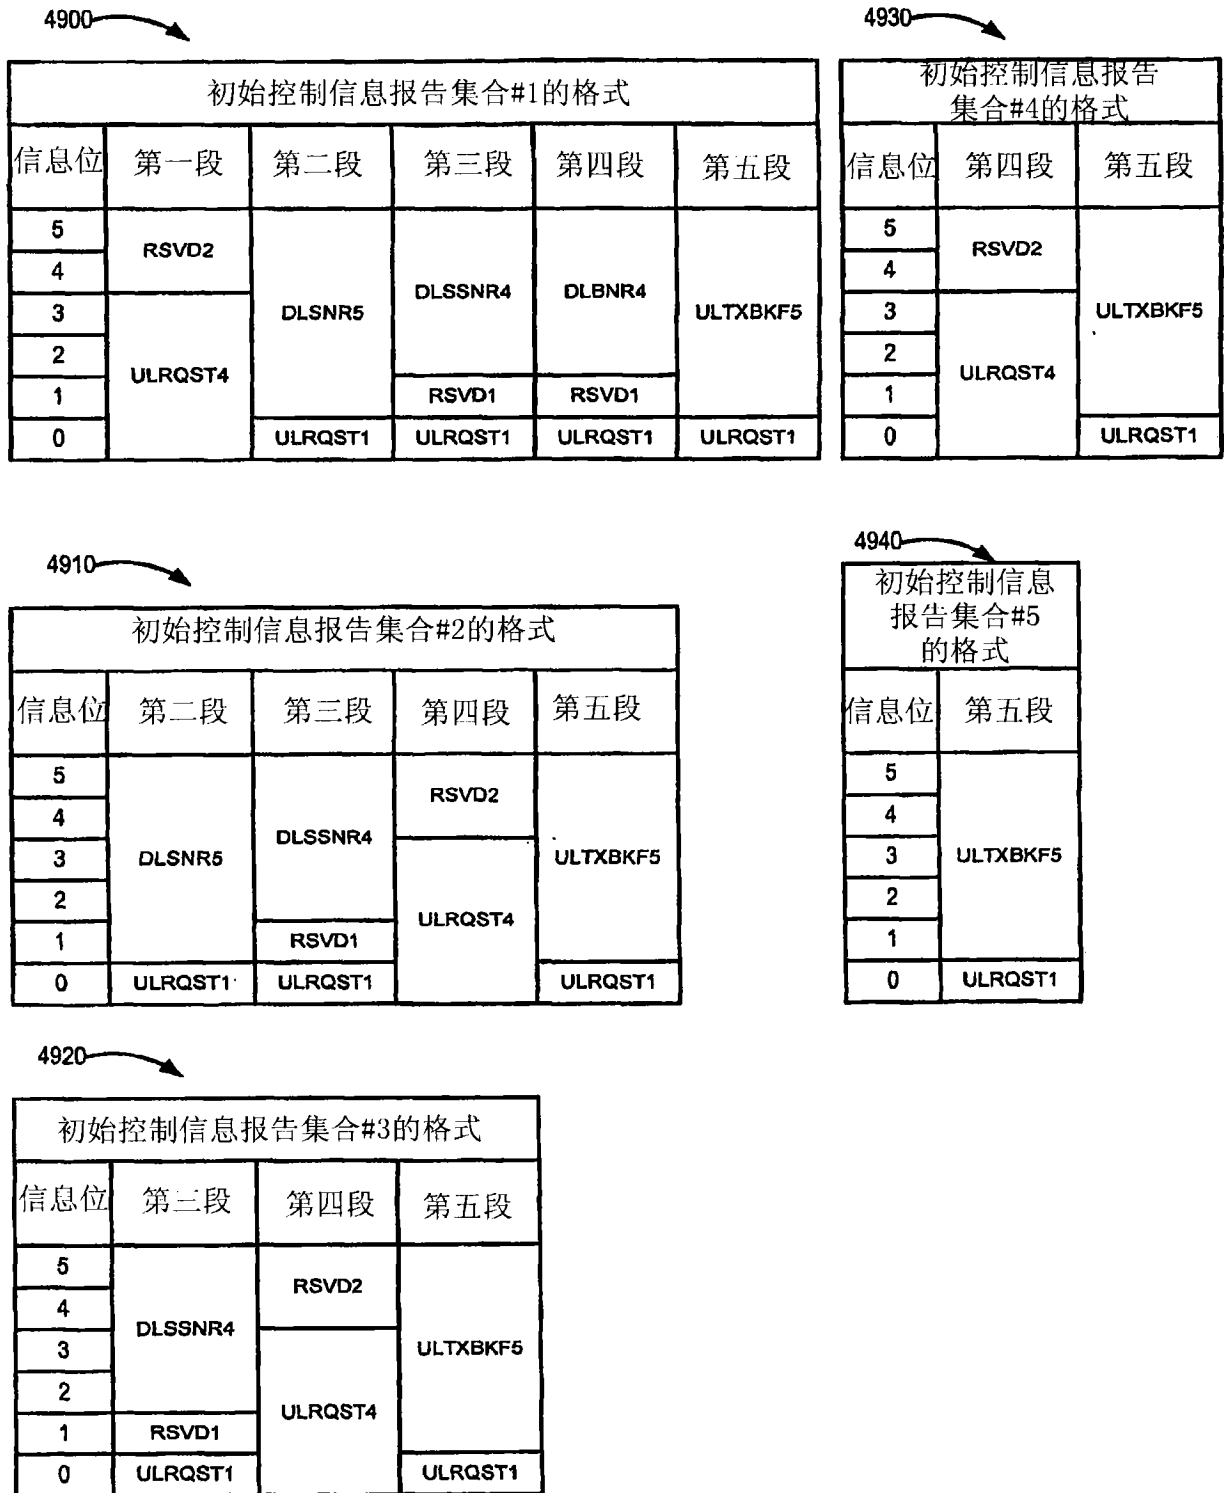 4900
初始控制信息报告集合#1的格式
信息位 第一段 第二段 第三段 第四段 第五段
5
4
3
2
1
0
RSVD2
ULRQST4
DLSNR5
ULRQST1
DLSSNR4
RSVD1
ULRQST1
DLBNR4
RSVD1
ULRQST1
ULTXBKF5
ULRQST1
4930
初始控制信息报告
集合#4的格式
信息位 第四段 第五段
5
4
3
2
1
0
RSVD2
ULRQST4
ULTXBKF5
ULRQST1
4910
初始控制信息报告集合#2的格式
信息位 第二段 第三段 第四段 第五段
5
4
3
2
1
0
DLSNR5
ULRQST1
DLSSNR4
RSVD1
ULRQST1
RSVD2
ULRQST4
ULTXBKF5
ULRQST1
4940
初始控制信息
报告集合#5
的格式
信息位 第五段
5
4
3
2
1
0
ULTXBKF5
ULRQST1
4920
初始控制信息报告集合#3的格式
信息位 第三段 第四段 第五段
5
4
3
2
1
0
DLSSNR4
RSVD1
ULRQST1
RSVD2
ULRQST4
ULTXBKF5
ULRQST1